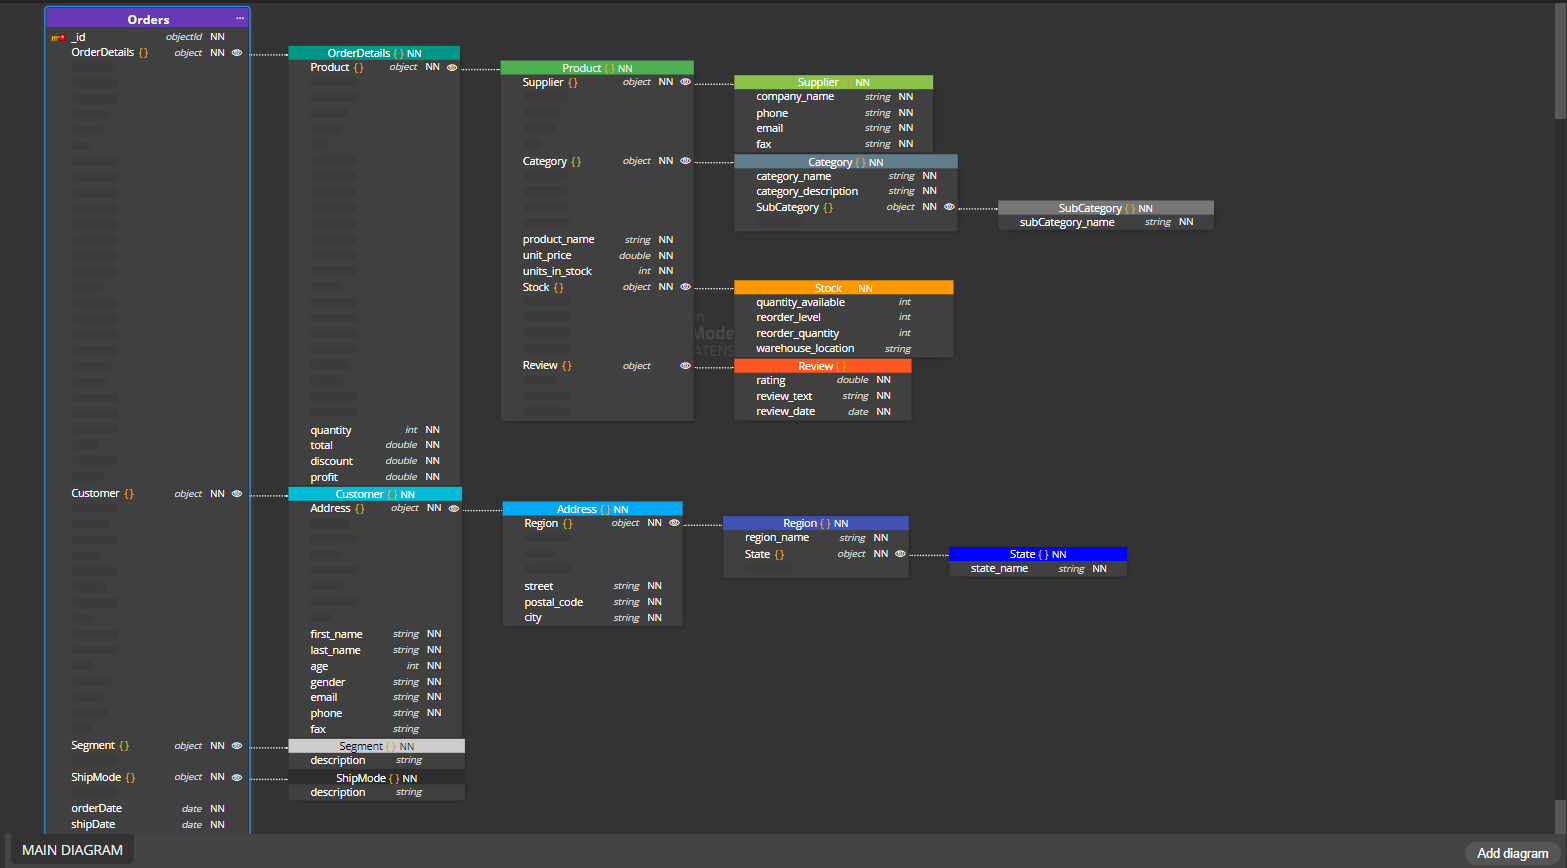 Orders ...
_id objectId NN
OrderDetails {} object NN
OrderDetails {} NN
Product {} object NN
Product {} NN
Supplier {} object NN
Supplier {} NN
company_name string NN
phone string NN
email string NN
fax string NN
Category {} object NN
Category {} NN
category_name string NN
category_description string NN
SubCategory {} object NN
SubCategory {} NN
subCategory_name string NN
product_name string NN
unit_price double NN
units_in_stock int NN
Stock {} object NN
Stock NN
quantity_available int
reorder_level int
reorder_quantity int
warehouse_location string
Review {} object
Review {}
rating double NN
review_text string NN
review_date date NN
quantity int NN
total double NN
discount double NN
profit double NN
Customer {} object NN
Customer {} NN
Address {} object NN
Address {} NN
Region {} object NN
Region {} NN
region_name string NN
State {} object NN
State {} NN
state_name string NN
street string NN
postal_code string NN
city string NN
first_name string NN
last_name string NN
age int NN
gender string NN
email string NN
phone string NN
fax string
Segment {} object NN
Segment {} NN
description string
ShipMode {} object NN
ShipMode {} NN
description string
orderDate date NN
shipDate date NN
MAIN DIAGRAM
Add diagram